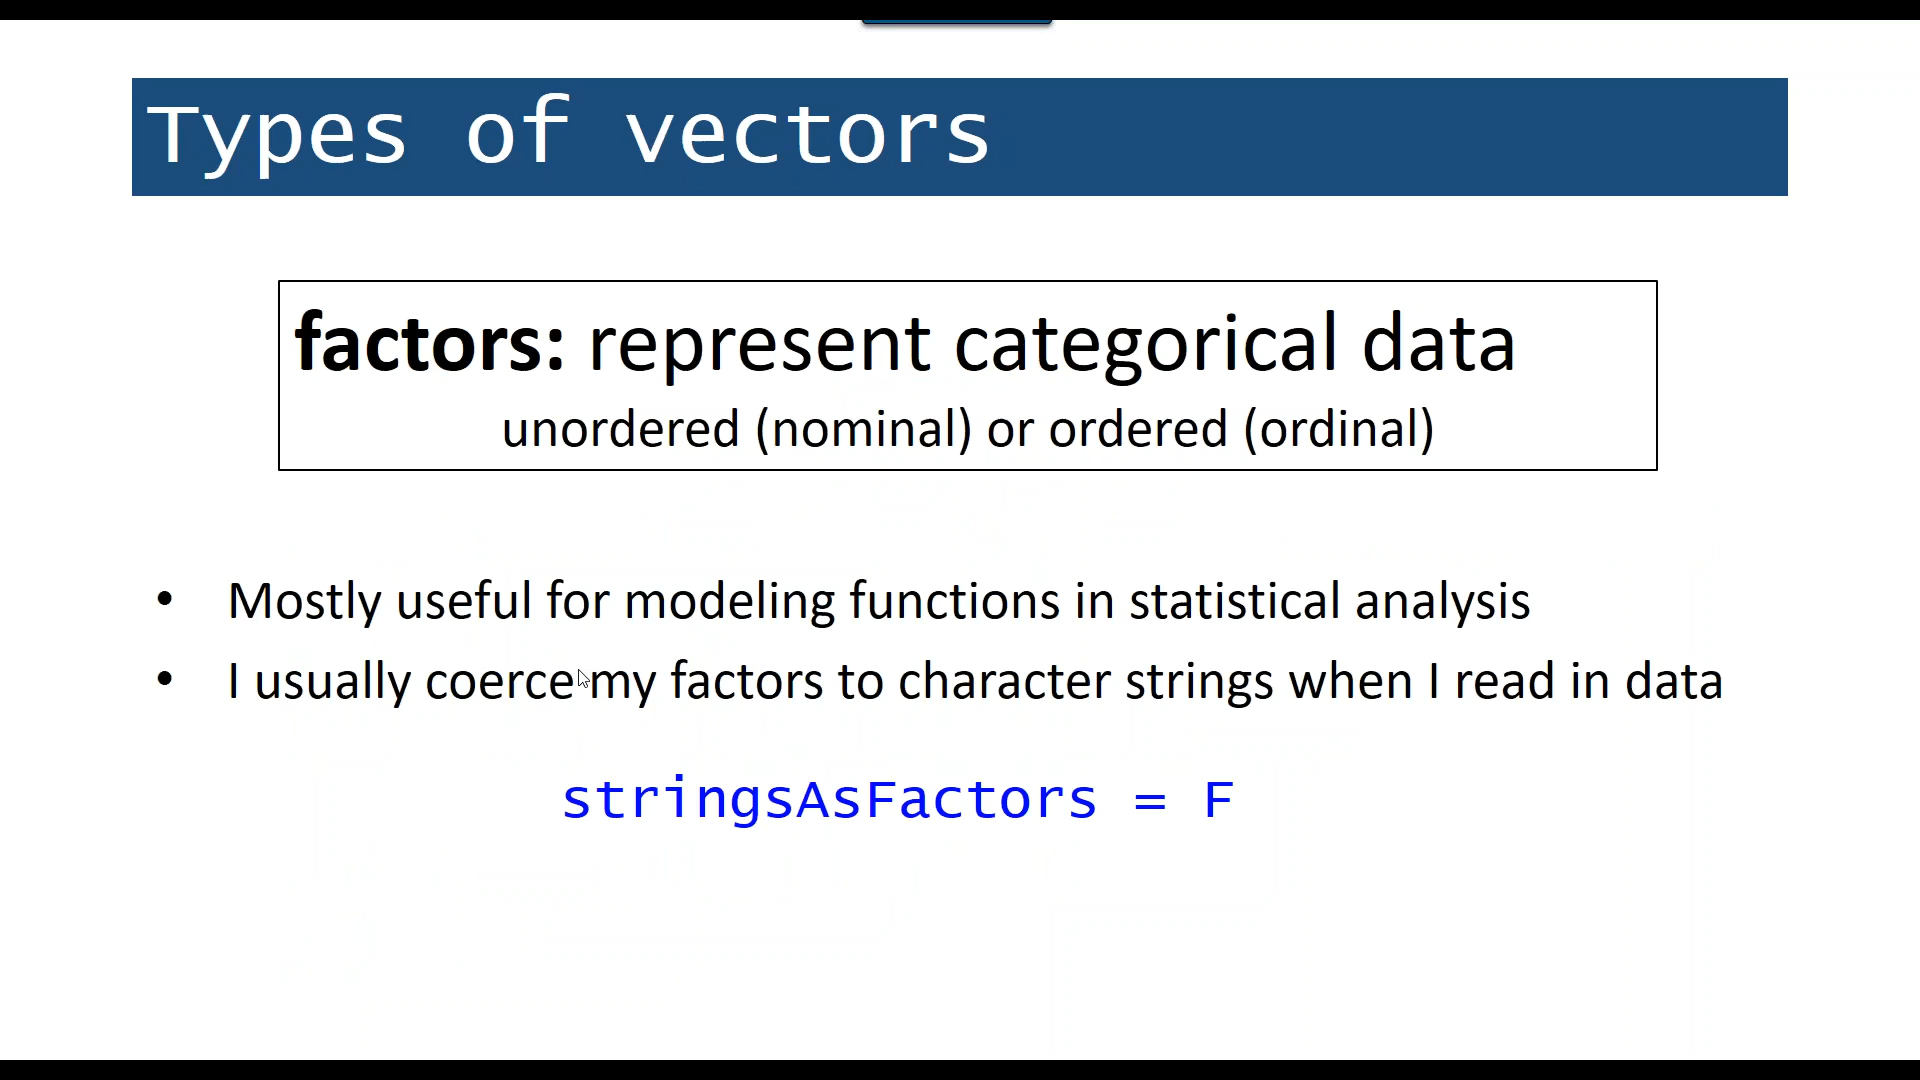 Types of vectors
factors: represent categorical data
unordered (nominal) or ordered (ordinal)
• Mostly useful for modeling functions in statistical analysis
• I usually coerce my factors to character strings when I read in data
stringsAsFactors = F